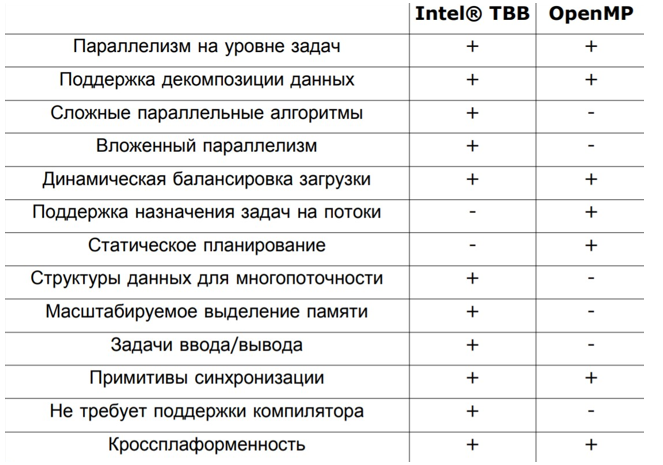 Intel® TBB OpenMP
Параллелизм на уровне задач + +
Поддержка декомпозиции данных + +
Сложные параллельные алгоритмы + -
Вложенный параллелизм + -
Динамическая балансировка загрузки + +
Поддержка назначения задач на потоки - +
Статическое планирование - +
Структуры данных для многопоточности + -
Масштабируемое выделение памяти + -
Задачи ввода/вывода + -
Примитивы синхронизации + +
Не требует поддержки компилятора + -
Кроссплаформенность + +